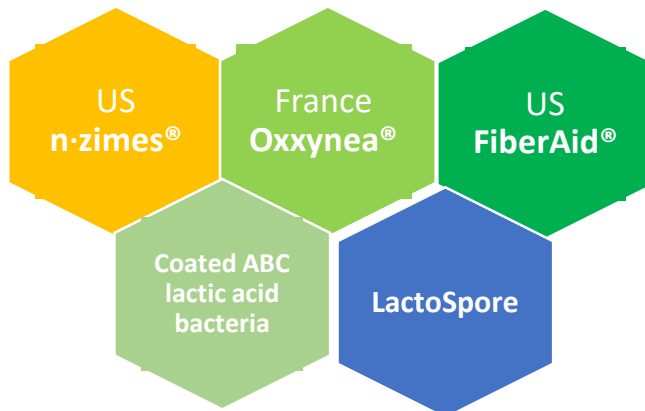 US
n·zimes®
France
Oxxynea®
US
FiberAid®
Coated ABC
lactic acid
bacteria
LactoSpore